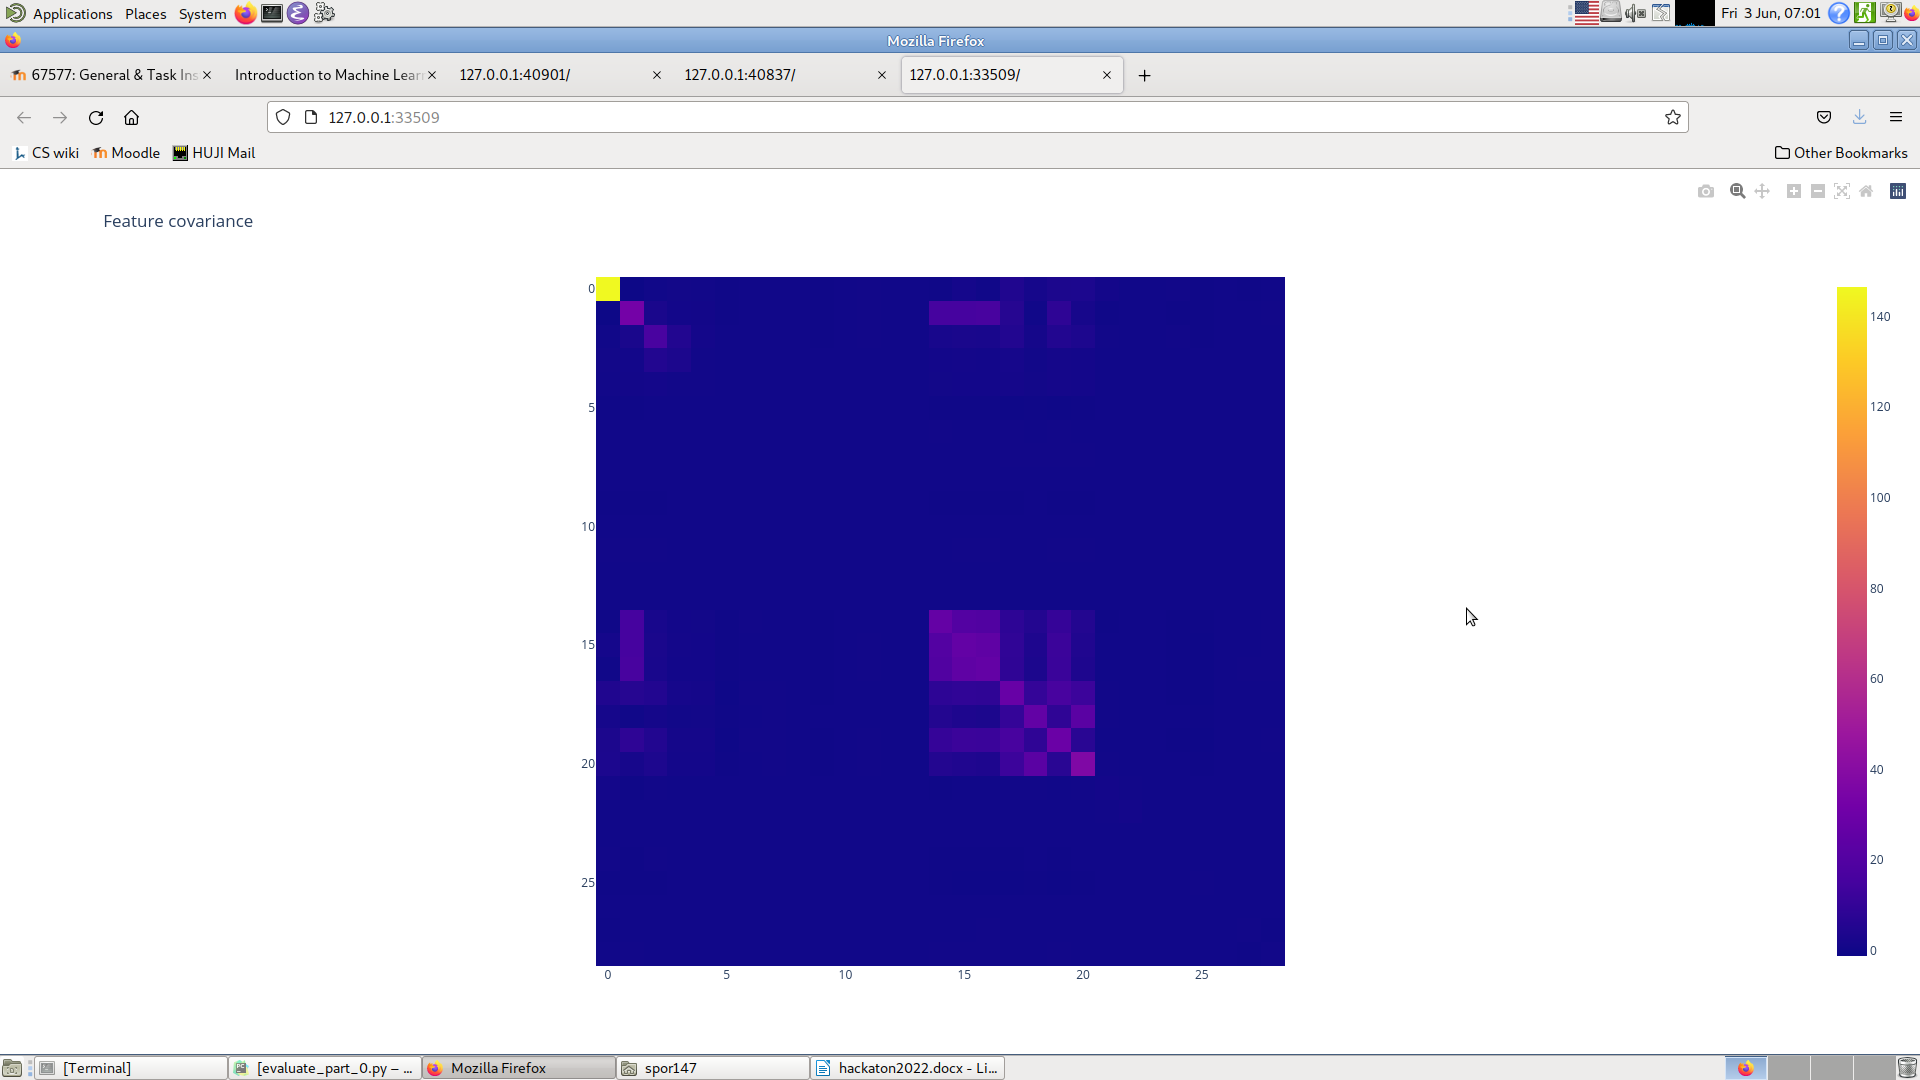 Applications Places System Fri 3 Jun, 07:01
Mozilla Firefox
67577: General & Task Ins Introduction to Machine Lear 127.0.0.1:40901/ 127.0.0.1:40837/ 127.0.0.1:33509/
127.0.0.1:33509
CS wiki Moodle HUJI Mail Other Bookmarks
Feature covariance
0
5
10
15
20
25
0 5 10 15 20 25
140
120
100
80
60
40
20
0
[Terminal] [evaluate_part_0.py – ... Mozilla Firefox spor147 hackaton2022.docx - Li...